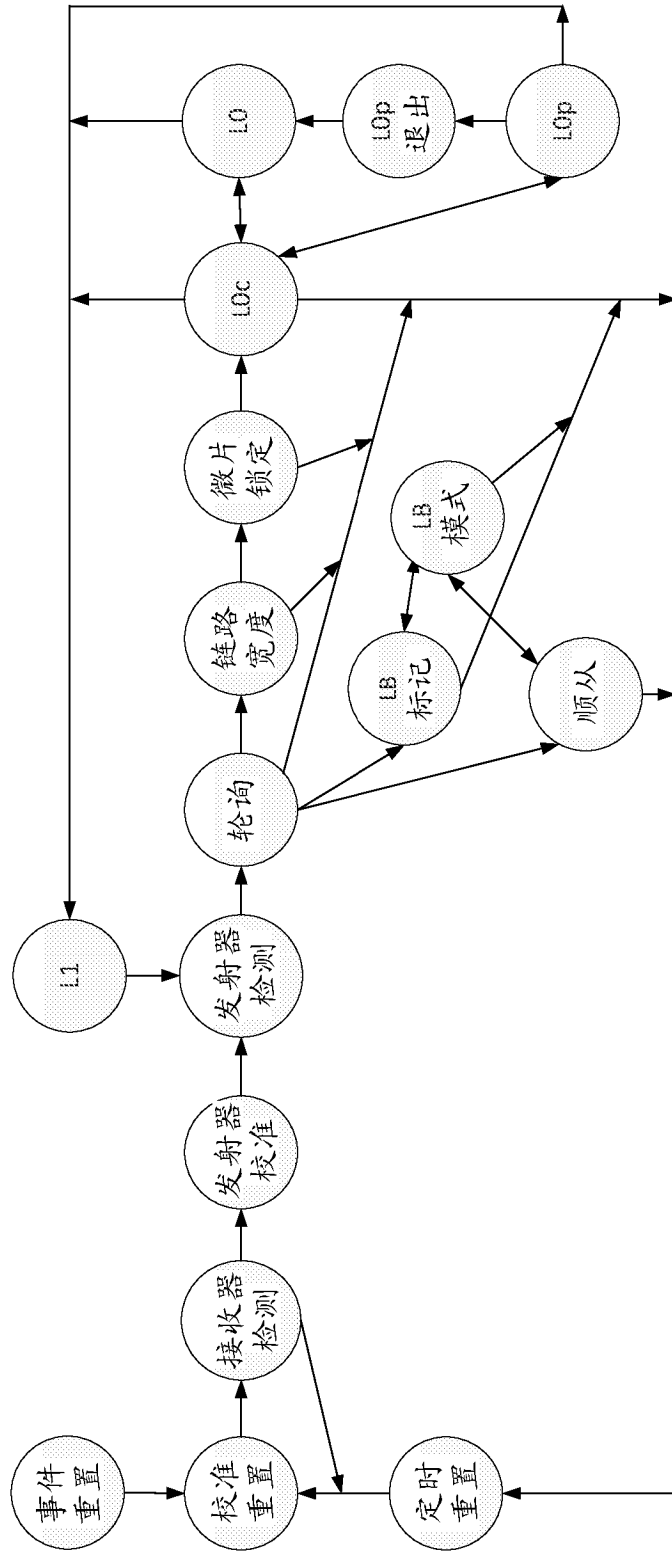 事件
重置
校准
重置
定时
重置
接收器
检测
发射器
校准
L1
发射器
检测
轮询
链路
宽度
微片
锁定
L0c
L0
L0p
退出
L0p
LB
标记
LB
模式
顺从